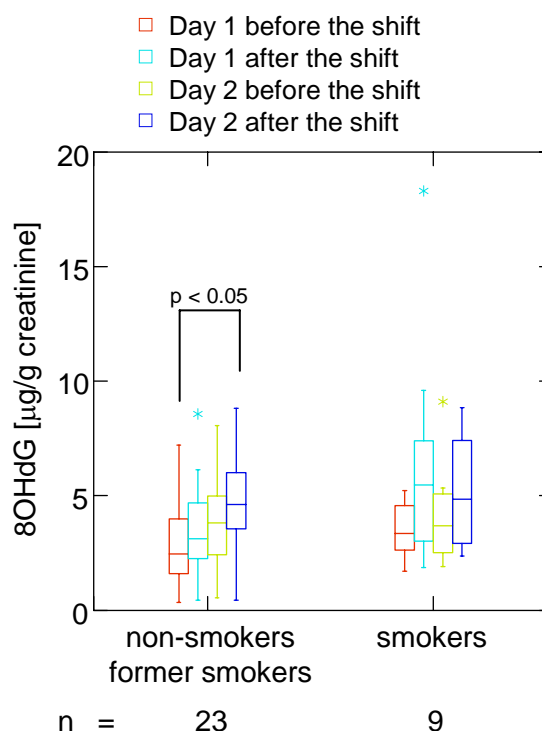 Day 1 before the shift
Day 1 after the shift
Day 2 before the shift
Day 2 after the shift
20
15
10
5
0
8OHdG [µg/g creatinine]
p < 0.05
* 
*
*
non-smokers
former smokers
smokers
n = 23 9